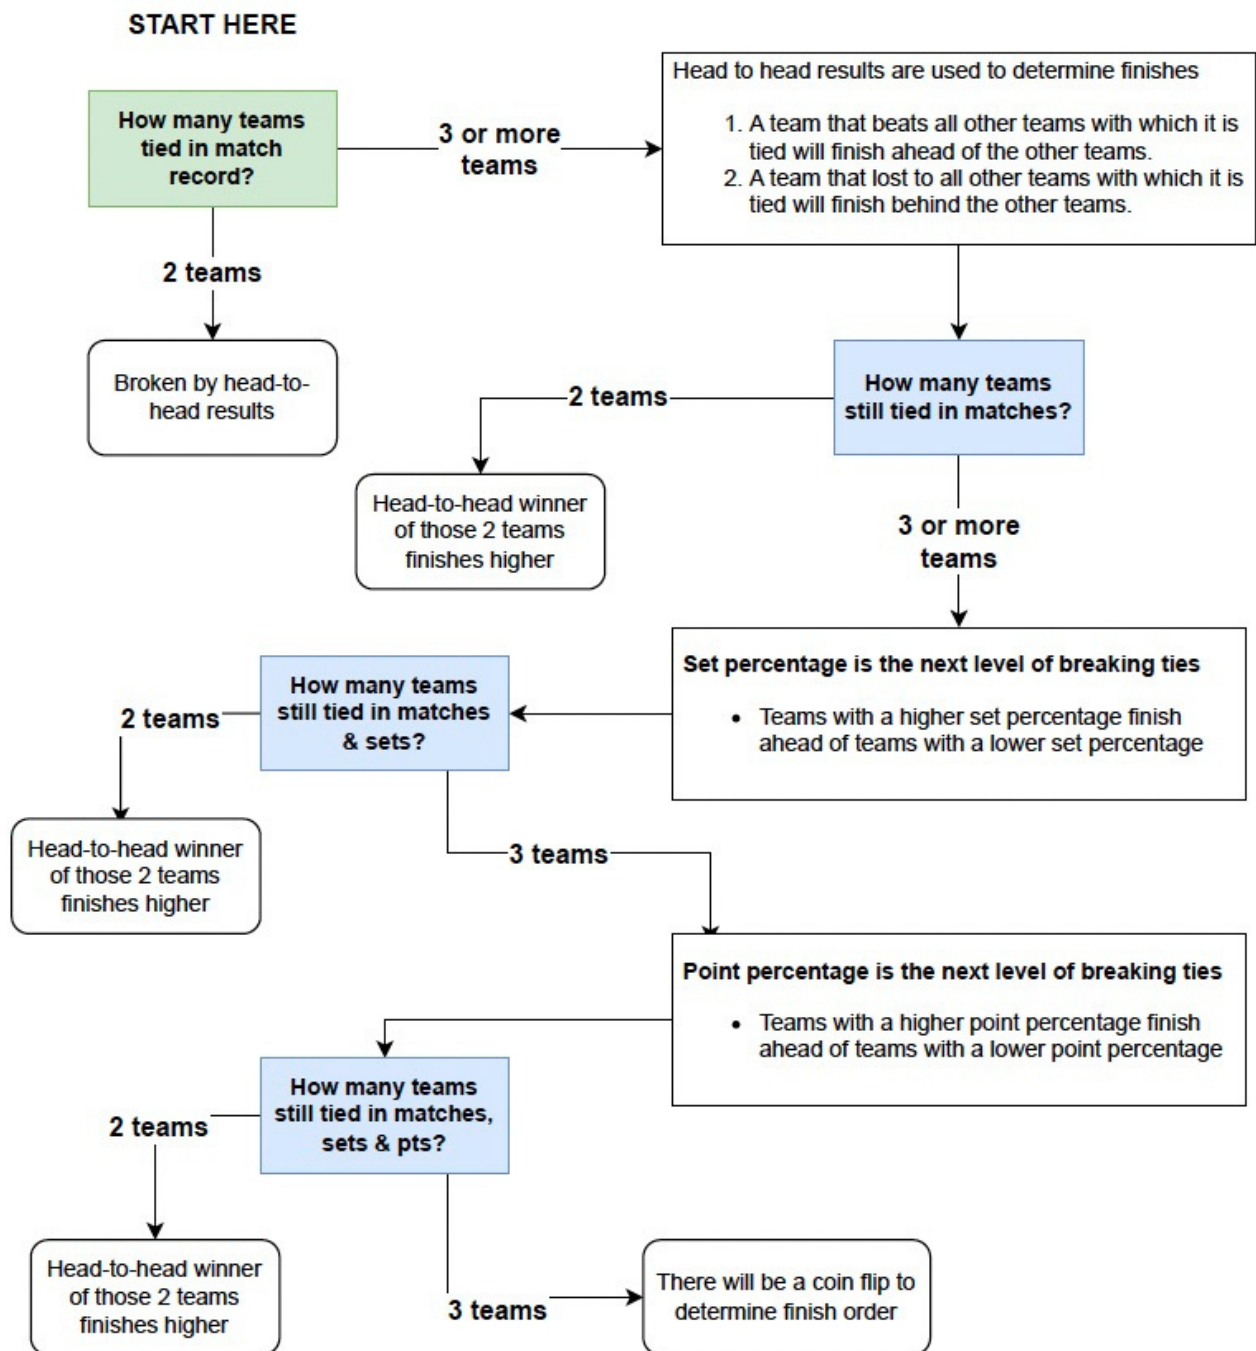 START HERE
How many teams
tied in match
record?
3 or more
teams
Head to head results are used to determine finishes
1. A team that beats all other teams with which it is
tied will finish ahead of the other teams.
2. A team that lost to all other teams with which it is
tied will finish behind the other teams.
2 teams
Broken by head-to-
head results
How many teams
still tied in matches?
2 teams
Head-to-head winner
of those 2 teams
finishes higher
3 or more
teams
Set percentage is the next level of breaking ties
• Teams with a higher set percentage finish
ahead of teams with a lower set percentage
How many teams
still tied in matches
& sets?
2 teams
Head-to-head winner
of those 2 teams
finishes higher
3 teams
Point percentage is the next level of breaking ties
• Teams with a higher point percentage finish
ahead of teams with a lower point percentage
How many teams
still tied in matches,
sets & pts?
2 teams
Head-to-head winner
of those 2 teams
finishes higher
3 teams
There will be a coin flip to
determine finish order